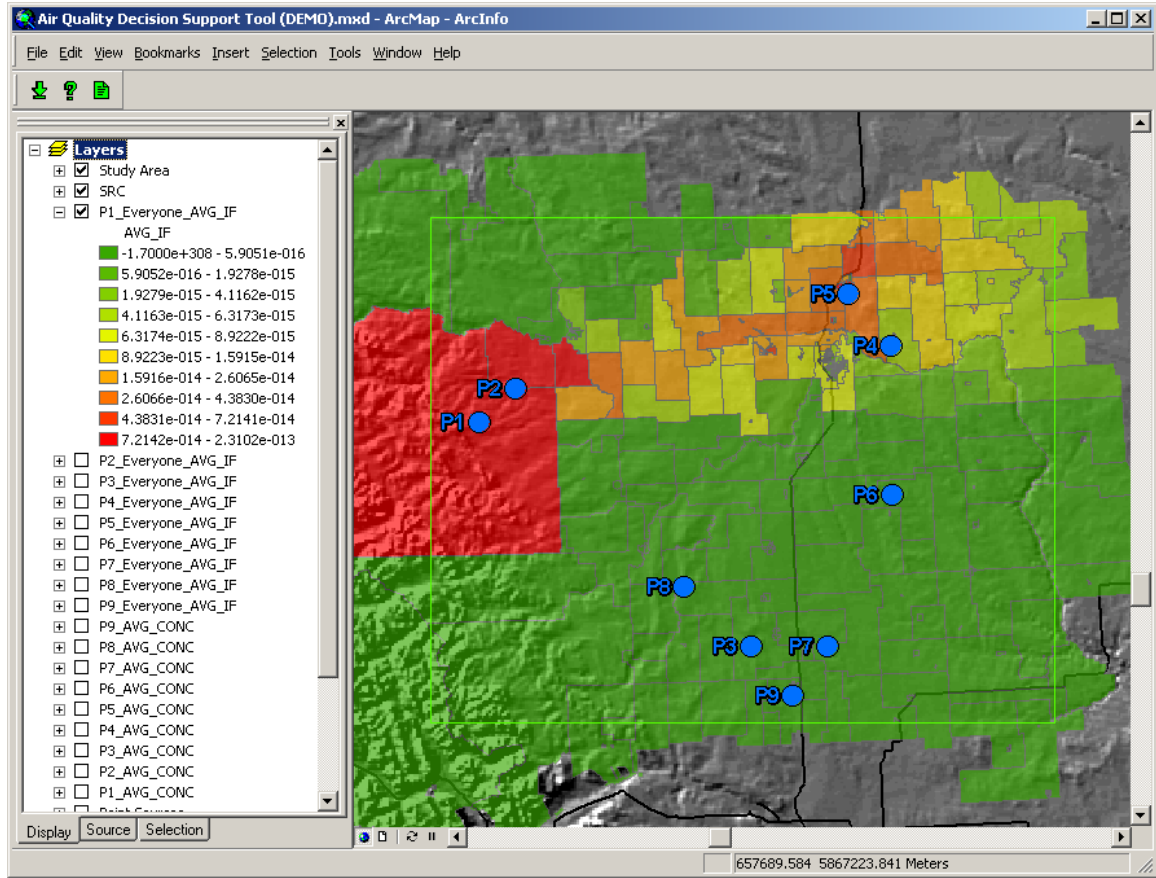 Air Quality Decision Support Tool (DEMO).mxd - ArcMap - ArcInfo
File Edit View Bookmarks Insert Selection Tools Window Help
Layers
Study Area
SRC
P1_Everyone_AVG_IF
AVG_IF
-1.7000e+308 - 5.9051e-016
5.9052e-016 - 1.9278e-015
1.9279e-015 - 4.1162e-015
4.1163e-015 - 6.3173e-015
6.3174e-015 - 8.9222e-015
8.9223e-015 - 1.5915e-014
1.5916e-014 - 2.6065e-014
2.6066e-014 - 4.3830e-014
4.3831e-014 - 7.2141e-014
7.2142e-014 - 2.3102e-013
P2_Everyone_AVG_IF
P3_Everyone_AVG_IF
P4_Everyone_AVG_IF
P5_Everyone_AVG_IF
P6_Everyone_AVG_IF
P7_Everyone_AVG_IF
P8_Everyone_AVG_IF
P9_Everyone_AVG_IF
P9_AVG_CONC
P8_AVG_CONC
P7_AVG_CONC
P6_AVG_CONC
P5_AVG_CONC
P4_AVG_CONC
P3_AVG_CONC
P2_AVG_CONC
P1_AVG_CONC
Display Source Selection
P5
P4
P2
P1
P6
P8
P3 P7
P9
657689.584 5867223.841 Meters